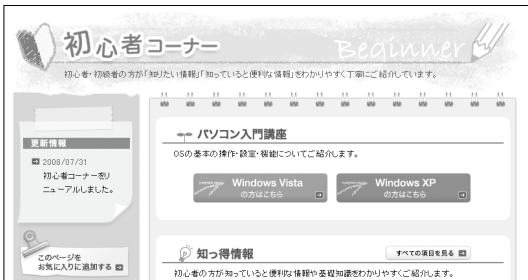 初心者コーナー
Beginner
初心者・初級者の方が「知りたい情報」「知っていると便利な情報」をわかりやすく丁寧にご紹介しています。
更新情報
2008/07/31
初心者コーナーをリ
ニューアルしました。
このページを
お気に入りに追加する
パソコン入門講座
OSの基本の操作・設定・機能についてご紹介します。
Windows Vista
の方はこちら
Windows XP
の方はこちら
知っ得情報
すべての項目を見る
初心者の方が知っていると便利な情報や基礎知識をわかりやすくご紹介します。